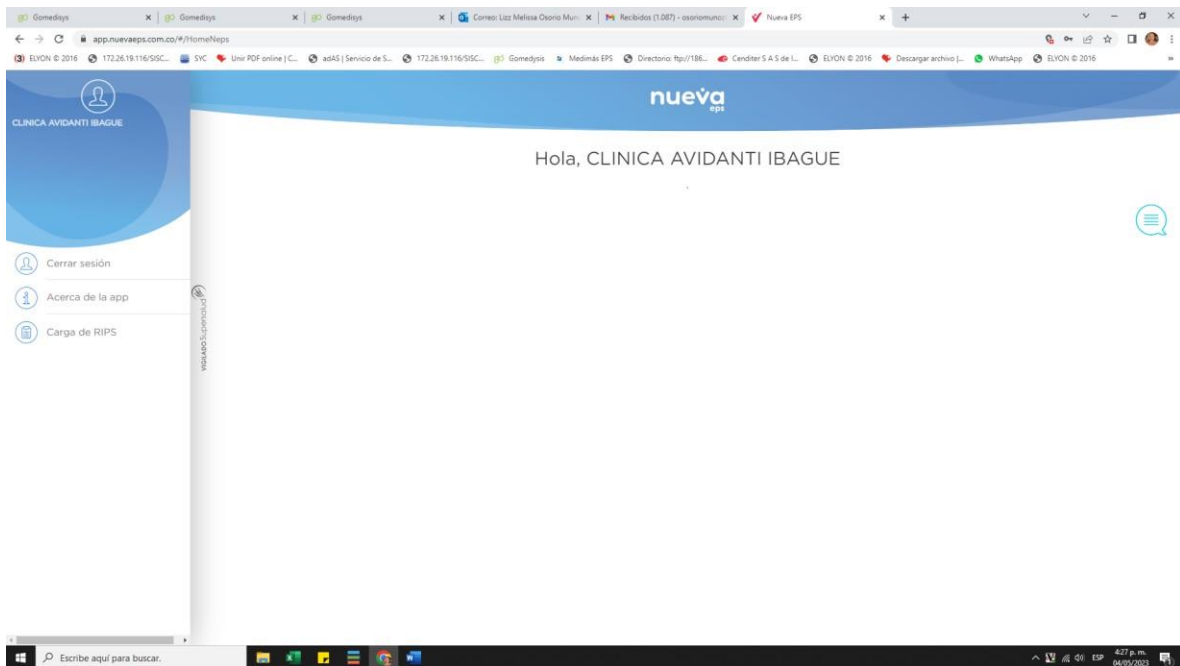 Gomedisys
Gomedisys
Gomedisys
Correo: Lizz Melissa Osorio Mun
Recibidos (1.087) - osoriomunoz
Nueva EPS
app.nuevaeps.com.co/#/HomeNeps
ELYON © 2016
172.26.19.116/SISC...
SYC
Unir PDF online | C...
adAS | Servicio de S...
172.26.19.116/SISC...
Gomedysis
Medimás EPS
Directorio: ftp://186...
Cenditer S A S de I...
ELYON © 2016
Descargar archivo |...
WhatsApp
ELYON © 2016
nueva
eps
CLINICA AVIDANTI IBAGUE
Hola, CLINICA AVIDANTI IBAGUE
Cerrar sesión
Acerca de la app
Carga de RIPS
VIGILADO Supersalud
Escribe aquí para buscar.
ESP
4:27 p. m.
04/05/2023